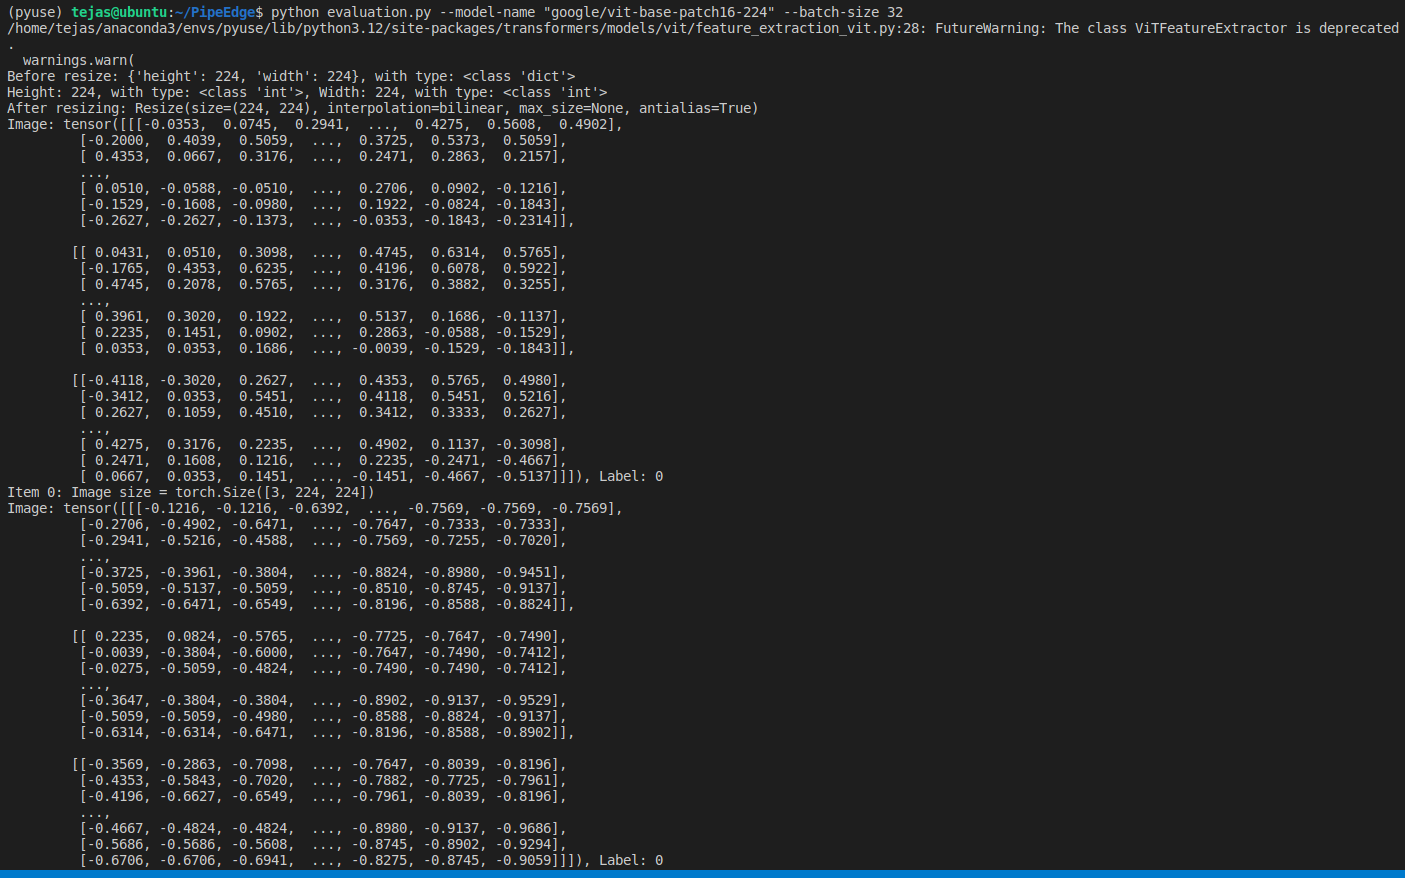 (pyuse) tejas@ubuntu:~/PipeEdge$ python evaluation.py --model-name "google/vit-base-patch16-224" --batch-size 32
/home/tejas/anaconda3/envs/pyuse/lib/python3.12/site-packages/transformers/models/vit/feature_extraction_vit.py:28: FutureWarning: The class ViTFeatureExtractor is deprecated
.
  warnings.warn(
Before resize: {'height': 224, 'width': 224}, with type: <class 'dict'>
Height: 224, with type: <class 'int'>, Width: 224, with type: <class 'int'>
After resizing: Resize(size=(224, 224), interpolation=bilinear, max_size=None, antialias=True)
Image: tensor([[[-0.0353,  0.0745,  0.2941,  ...,  0.4275,  0.5608,  0.4902],
         [-0.2000,  0.4039,  0.5059,  ...,  0.3725,  0.5373,  0.5059],
         [ 0.4353,  0.0667,  0.3176,  ...,  0.2471,  0.2863,  0.2157],
         ...,
         [ 0.0510, -0.0588, -0.0510,  ...,  0.2706,  0.0902, -0.1216],
         [-0.1529, -0.1608, -0.0980,  ...,  0.1922, -0.0824, -0.1843],
         [-0.2627, -0.2627, -0.1373,  ..., -0.0353, -0.1843, -0.2314]],

        [[ 0.0431,  0.0510,  0.3098,  ...,  0.4745,  0.6314,  0.5765],
         [-0.1765,  0.4353,  0.6235,  ...,  0.4196,  0.6078,  0.5922],
         [ 0.4745,  0.2078,  0.5765,  ...,  0.3176,  0.3882,  0.3255],
         ...,
         [ 0.3961,  0.3020,  0.1922,  ...,  0.5137,  0.1686, -0.1137],
         [ 0.2235,  0.1451,  0.0902,  ...,  0.2863, -0.0588, -0.1529],
         [ 0.0353,  0.0353,  0.1686,  ..., -0.0039, -0.1529, -0.1843]],

        [[-0.4118, -0.3020,  0.2627,  ...,  0.4353,  0.5765,  0.4980],
         [-0.3412,  0.0353,  0.5451,  ...,  0.4118,  0.5451,  0.5216],
         [ 0.2627,  0.1059,  0.4510,  ...,  0.3412,  0.3333,  0.2627],
         ...,
         [ 0.4275,  0.3176,  0.2235,  ...,  0.4902,  0.1137, -0.3098],
         [ 0.2471,  0.1608,  0.1216,  ...,  0.2235, -0.2471, -0.4667],
         [ 0.0667,  0.0353,  0.1451,  ..., -0.1451, -0.4667, -0.5137]]]), Label: 0
Item 0: Image size = torch.Size([3, 224, 224])
Image: tensor([[[-0.1216, -0.1216, -0.6392,  ..., -0.7569, -0.7569, -0.7569],
         [-0.2706, -0.4902, -0.6471,  ..., -0.7647, -0.7333, -0.7333],
         [-0.2941, -0.5216, -0.4588,  ..., -0.7569, -0.7255, -0.7020],
         ...,
         [-0.3725, -0.3961, -0.3804,  ..., -0.8824, -0.8980, -0.9451],
         [-0.5059, -0.5137, -0.5059,  ..., -0.8510, -0.8745, -0.9137],
         [-0.6392, -0.6471, -0.6549,  ..., -0.8196, -0.8588, -0.8824]],

        [[ 0.2235,  0.0824, -0.5765,  ..., -0.7725, -0.7647, -0.7490],
         [-0.0039, -0.3804, -0.6000,  ..., -0.7647, -0.7490, -0.7412],
         [-0.0275, -0.5059, -0.4824,  ..., -0.7490, -0.7490, -0.7412],
         ...,
         [-0.3647, -0.3804, -0.3804,  ..., -0.8902, -0.9137, -0.9529],
         [-0.5059, -0.5059, -0.4980,  ..., -0.8588, -0.8824, -0.9137],
         [-0.6314, -0.6314, -0.6471,  ..., -0.8196, -0.8588, -0.8902]],

        [[-0.3569, -0.2863, -0.7098,  ..., -0.7647, -0.8039, -0.8196],
         [-0.4353, -0.5843, -0.7020,  ..., -0.7882, -0.7725, -0.7961],
         [-0.4196, -0.6627, -0.6549,  ..., -0.7961, -0.8039, -0.8196],
         ...,
         [-0.4667, -0.4824, -0.4824,  ..., -0.8980, -0.9137, -0.9686],
         [-0.5686, -0.5686, -0.5608,  ..., -0.8745, -0.8902, -0.9294],
         [-0.6706, -0.6706, -0.6941,  ..., -0.8275, -0.8745, -0.9059]]]), Label: 0